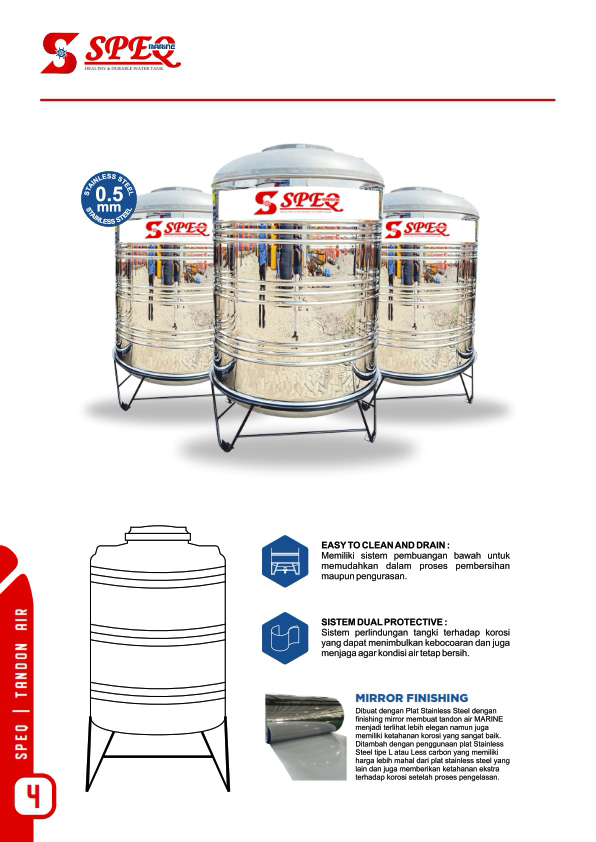 SPEQ
MARINE
HEALTHY & DURABLE WATER TANK
STAINLESS STEEL
0.5
mm
STAINLESS STEEL
SPEQ
SPEQ
SPEQ
EASY TO CLEAN AND DRAIN :
Memiliki sistem pembuangan bawah untuk
memudahkan dalam proses pembersihan
maupun pengurasan.
SISTEM DUAL PROTECTIVE :
Sistem perlindungan tangki terhadap korosi
yang dapat menimbulkan kebocoaran dan juga
menjaga agar kondisi air tetap bersih.
MIRROR FINISHING
Dibuat dengan Plat Stainless Steel dengan
finishing mirror membuat tandon air MARINE
menjadi terlihat lebih elegan namun juga
memiliki ketahanan korosi yang sangat baik.
Ditambah dengan penggunaan plat Stainless
Steel tipe L atau Less carbon yang memiliki
harga lebih mahal dari plat stainless steel yang
lain dan juga memberikan ketahanan ekstra
terhadap korosi setelah proses pengelasan.
SPEQ | TANDON AIR
4